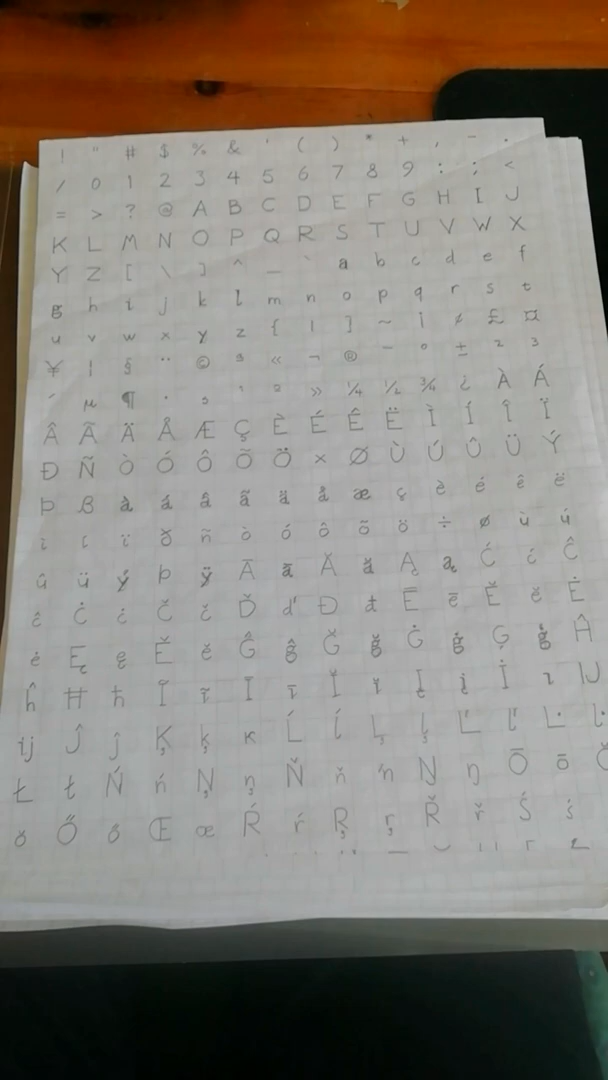 ! " # $ % & ' ( ) * + , - .
/ 0 1 2 3 4 5 6 7 8 9 : ; <
= > ? @ A B C D E F G H I J
K L M N O P Q R S T U V W X
Y Z [ \ ] ^ _ ` a b c d e f
g h i j k l m n o p q r s t
u v w x y z { | } ~ ¡ ¢ £ ¤
¥ ¦ § ¨ © ª « ¬ ® ¯ ° ± ² ³
´ µ ¶ · ¸ ¹ º » ¼ ½ ¾ ¿ À Á
Â Ã Ä Å Æ Ç È É Ê Ë Ì Í Î Ï
Ð Ñ Ò Ó Ô Õ Ö × Ø Ù Ú Û Ü Ý
Þ ß à á â ã ä å æ ç è é ê ë
ì í ï ð ñ ò ó ô õ ö ÷ ø ù ú
û ü ý þ ÿ Ā ā Ă ă Ą ą Ć ć Ĉ
ĉ Ċ ċ Č č Ď ď Đ đ Ē ē Ĕ ĕ Ė
ė Ę ę Ě ě Ĝ ĝ Ğ ğ Ġ ġ Ģ ģ Ĥ
ĥ Ħ ħ Ĩ ĩ Ī ī Ĭ ĭ Į į İ ı IJ
ij Ĵ ĵ Ķ ķ ĸ Ĺ ĺ Ļ ļ Ľ ľ Ŀ ŀ
Ł ł Ń ń Ņ ņ Ň ň ŉ Ŋ ŋ Ō ō
ŏ Ő ő Œ œ Ŕ ŕ Ŗ ŗ Ř ř Ś ś